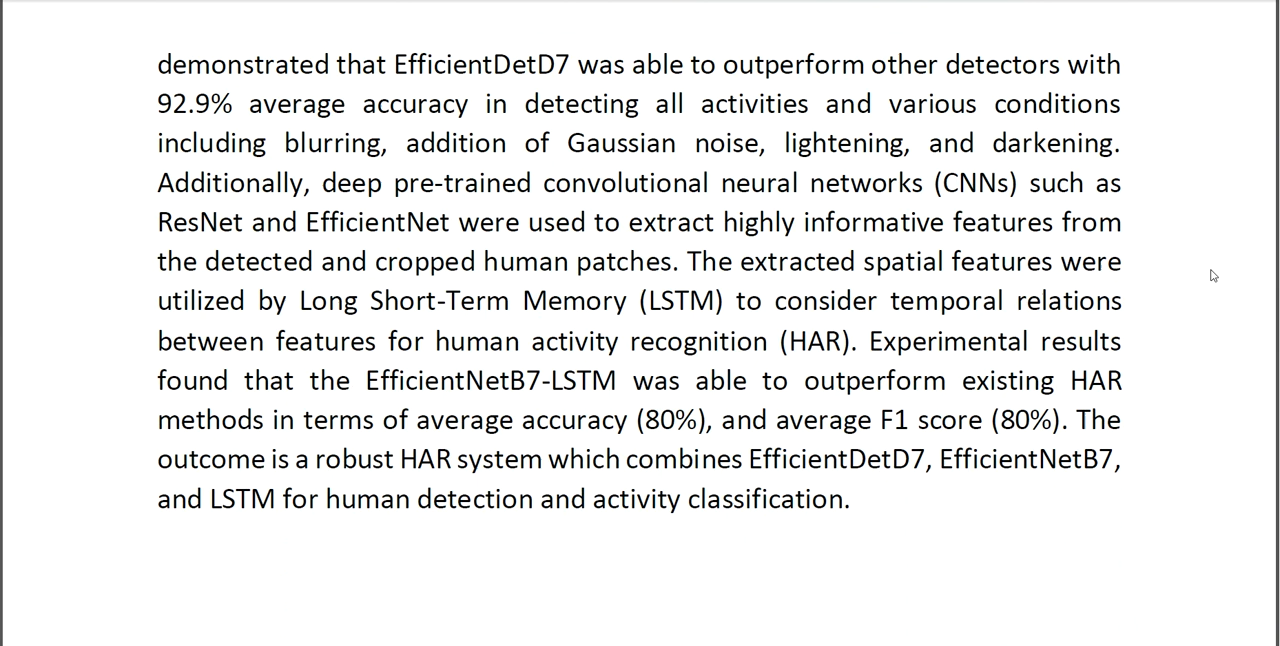 demonstrated that EfficientDetD7 was able to outperform other detectors with
92.9% average accuracy in detecting all activities and various conditions
including blurring, addition of Gaussian noise, lightening, and darkening.
Additionally, deep pre-trained convolutional neural networks (CNNs) such as
ResNet and EfficientNet were used to extract highly informative features from
the detected and cropped human patches. The extracted spatial features were
utilized by Long Short-Term Memory (LSTM) to consider temporal relations
between features for human activity recognition (HAR). Experimental results
found that the EfficientNetB7-LSTM was able to outperform existing HAR
methods in terms of average accuracy (80%), and average F1 score (80%). The
outcome is a robust HAR system which combines EfficientDetD7, EfficientNetB7,
and LSTM for human detection and activity classification.